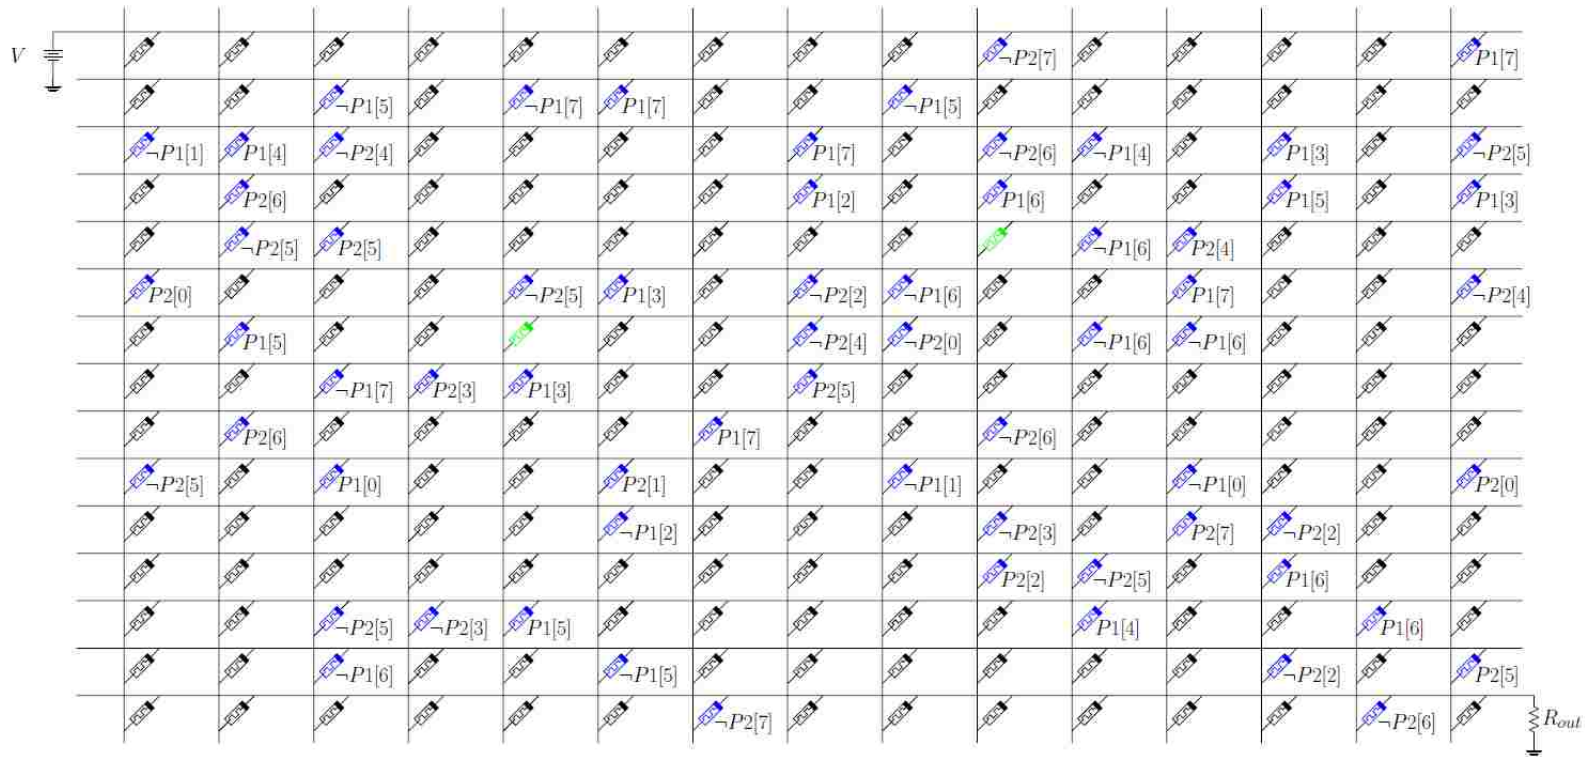 V ¬P2[7] P1[7]
¬P1[5] ¬P1[7] P1[7] ¬P1[5]
¬P1[1] P1[4] ¬P2[4] P1[7] ¬P2[6] ¬P1[4] P1[3] ¬P2[5]
P2[6] P1[2] P1[6] P1[5] P1[3]
¬P2[5] P2[5] ¬P1[6] P2[4]
P2[0] ¬P2[5] P1[3] ¬P2[2] ¬P1[6] P1[7] ¬P2[4]
P1[5] ¬P2[4] ¬P2[0] ¬P1[6] ¬P1[6]
¬P1[7] P2[3] P1[3] P2[5]
P2[6] P1[7] ¬P2[6]
¬P2[5] P1[0] P2[1] ¬P1[1] ¬P1[0] P2[0]
¬P1[2] ¬P2[3] P2[7] ¬P2[2]
P2[2] ¬P2[5] P1[6]
¬P2[5] ¬P2[3] P1[5] P1[4] P1[6]
¬P1[6] ¬P1[5] ¬P2[2] P2[5]
¬P2[7] ¬P2[6] Rout